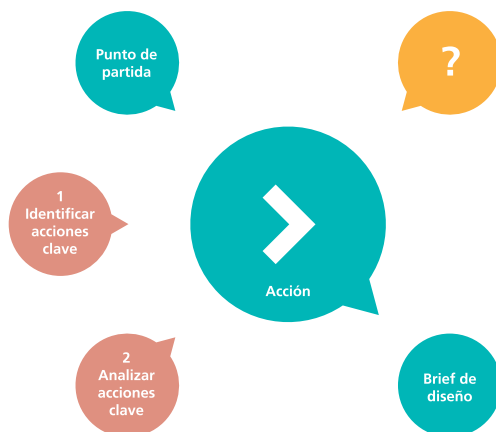 Punto de
partida
?
1
Identificar
acciones
clave
Acción
2
Analizar
acciones
clave
Brief de
diseño